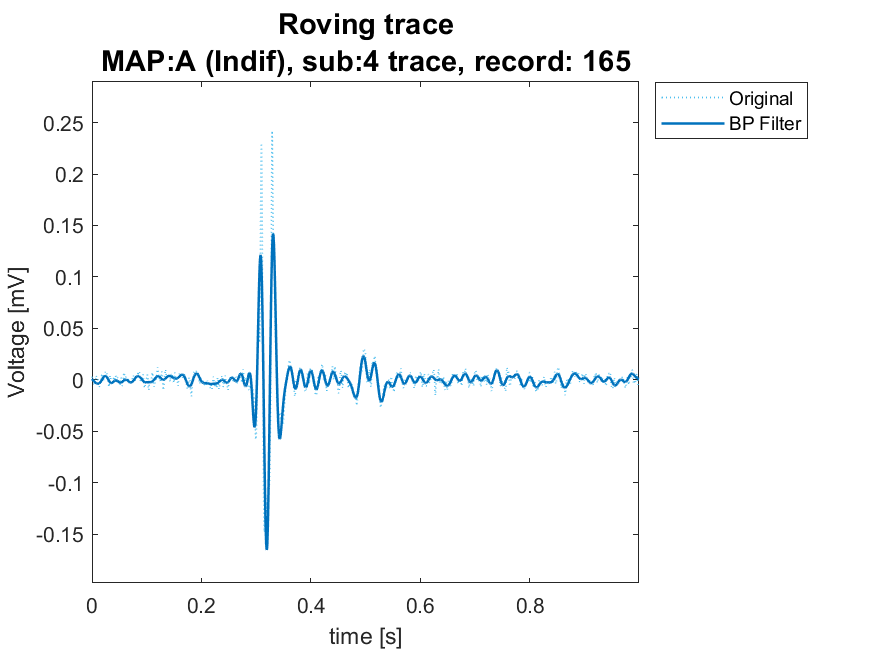 Roving trace
MAP:A (Indif), sub:4 trace, record: 165
Original
BP Filter
0.25
0.2
0.15
0.1
0.05
0
-0.05
-0.1
-0.15
Voltage [mV]
0 0.2 0.4 0.6 0.8
time [s]